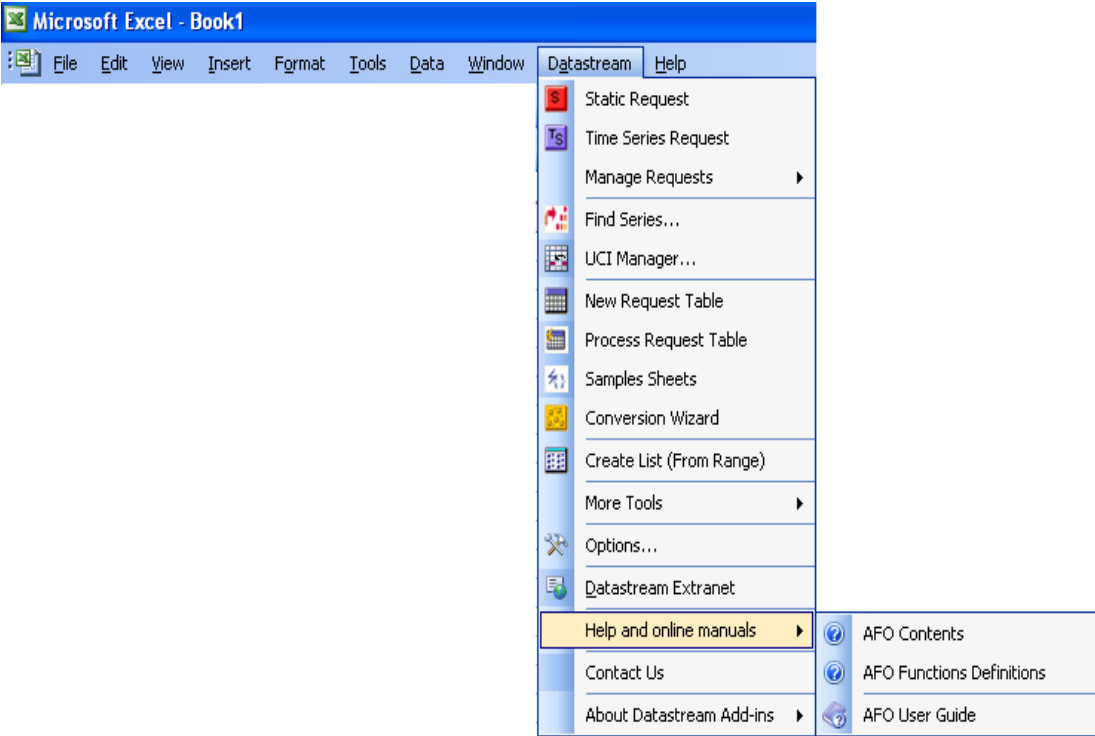 Microsoft Excel - Book1
File Edit View Insert Format Tools Data Window Datastream Help
S Static Request
TS Time Series Request
Manage Requests
Find Series...
UCI Manager...
New Request Table
Process Request Table
Samples Sheets
Conversion Wizard
Create List (From Range)
More Tools
Options...
Datastream Extranet
Help and online manuals
AFO Contents
AFO Functions Definitions
Contact Us
About Datastream Add-ins
AFO User Guide